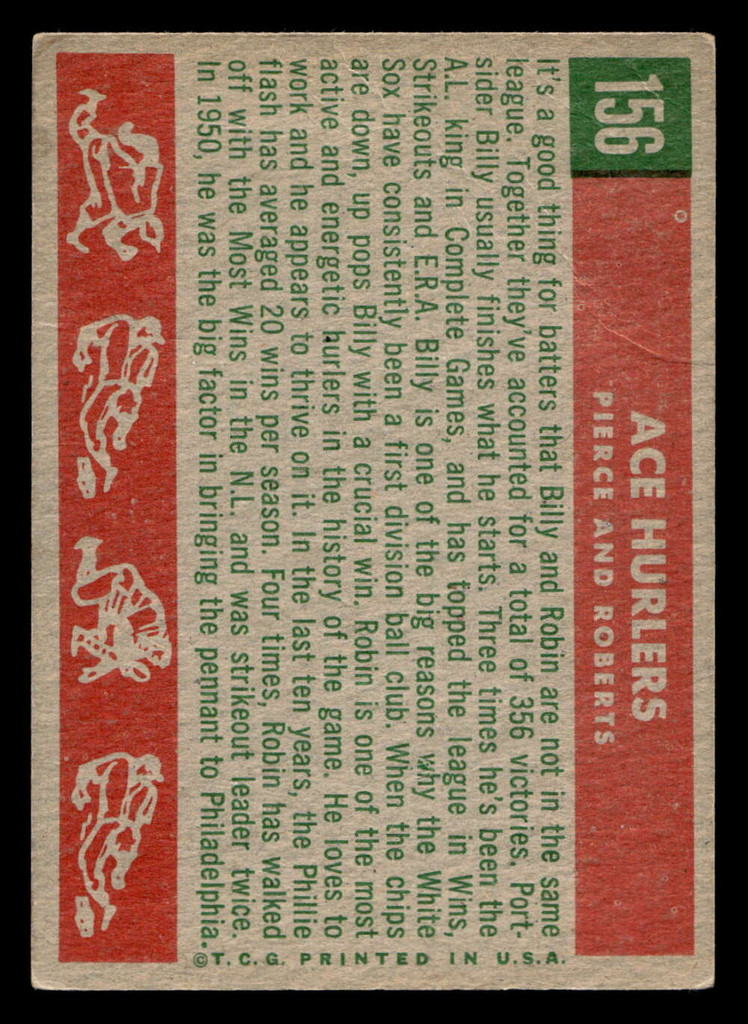 156
ACE HURLERS
PIERCE AND ROBERTS
It's a good thing for batters that Billy and Robin are not in the same
league. Together they've accounted for a total of 356 victories. Port-
sider Billy usually finishes what he starts. Three times he's been the
A.L. king in Complete Games, and has topped the league in Wins,
Strikeouts and E.R.A. Billy is one of the big reasons why the White
Sox have consistently been a first division ball club. When the chips
are down, up pops Billy with a crucial win. Robin is one of the most
active and energetic hurlers in the history of the game. He loves to
work and he appears to thrive on it. In the last ten years, the Phillie
flash has averaged 20 wins per season. Four times, Robin has walked
off with the Most Wins in the N.L. and was strikeout leader twice.
In 1950, he was the big factor in bringing the pennant to Philadelphia.
©T.C.G. PRINTED IN U.S.A.